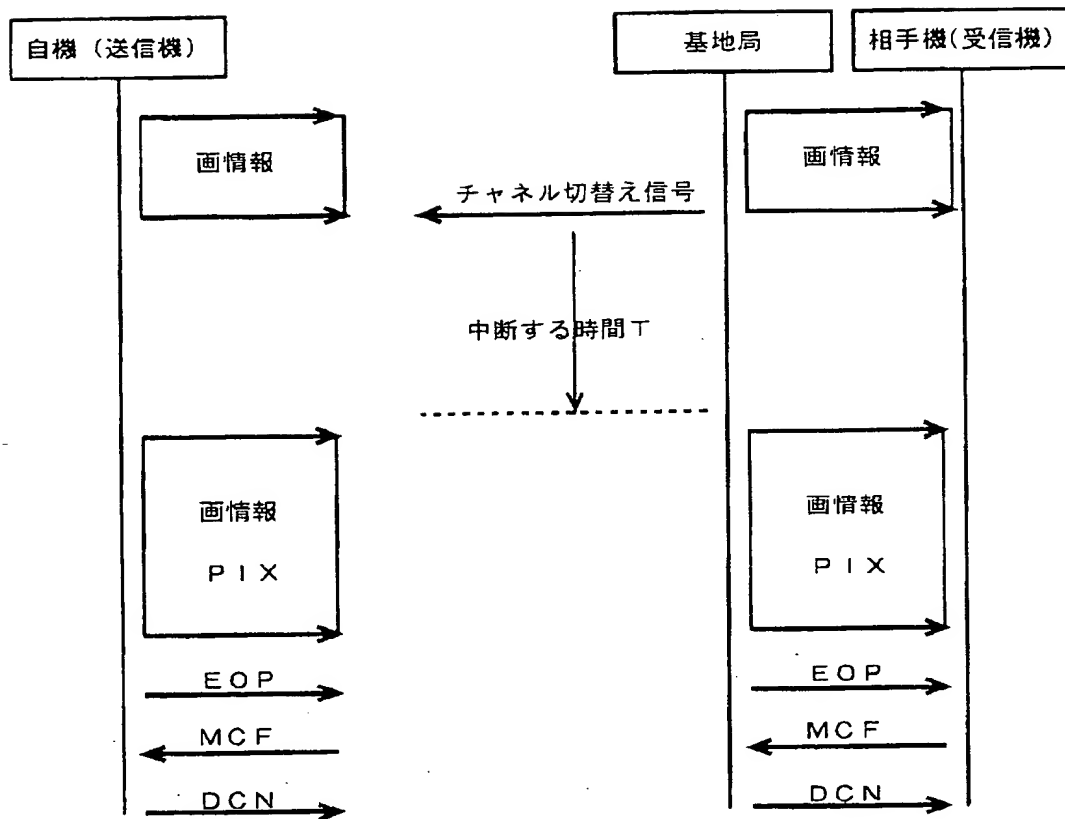 自機（送信機）
基地局
相手機(受信機)
画情報
画情報
チャネル切替え信号
中断する時間T
画情報
PIX
画情報
PIX
EOP
EOP
MCF
MCF
DCN
DCN